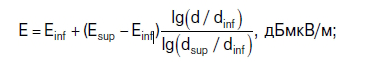 E = E_inf + (E_sup − E_inf) lg(d / d_inf) / lg(d_sup / d_inf), дБмкВ/м;